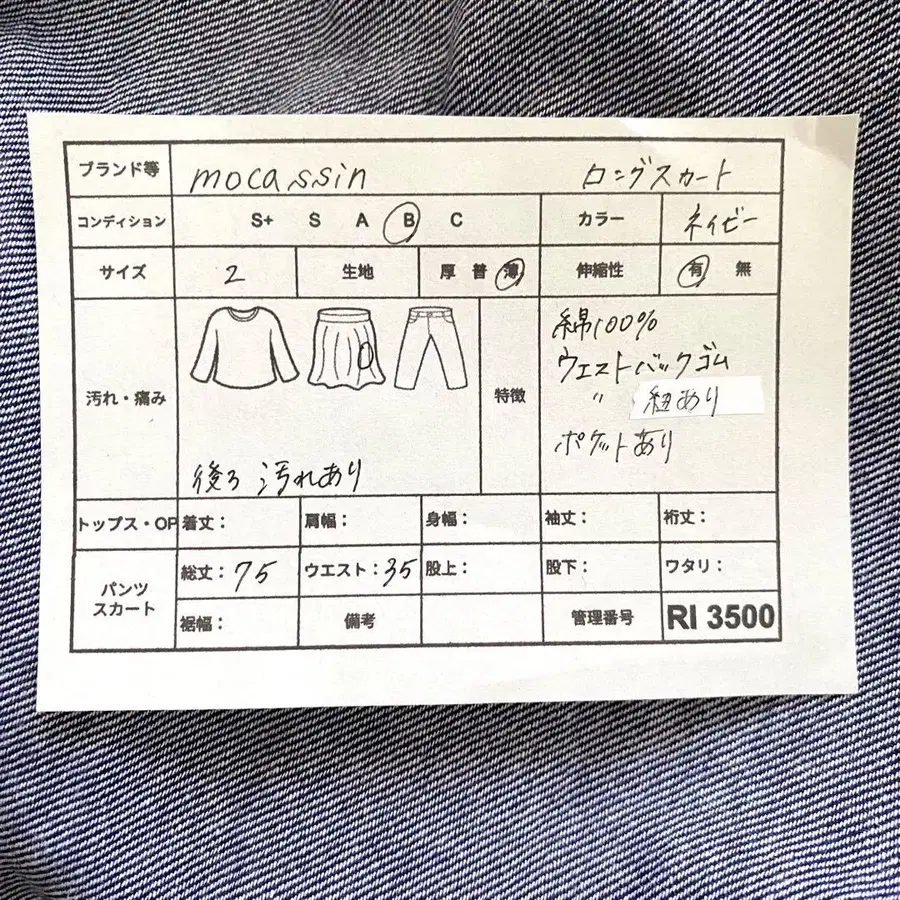 ブランド等 mocassin ロングスカート
コンディション S+ S A B C カラー ネイビー
サイズ 2 生地 厚 普 薄 伸縮性 有 無
汚れ・痛み 後ろ 汚れあり
特徴 綿100%
ウエストバックゴム
〃 紐あり
ポケットあり
トップス・OP 着丈: 肩幅: 身幅: 袖丈: 裄丈:
パンツ
スカート
総丈:75 ウエスト:35 股上: 股下: ワタリ:
裾幅: 備考 管理番号 RI 3500